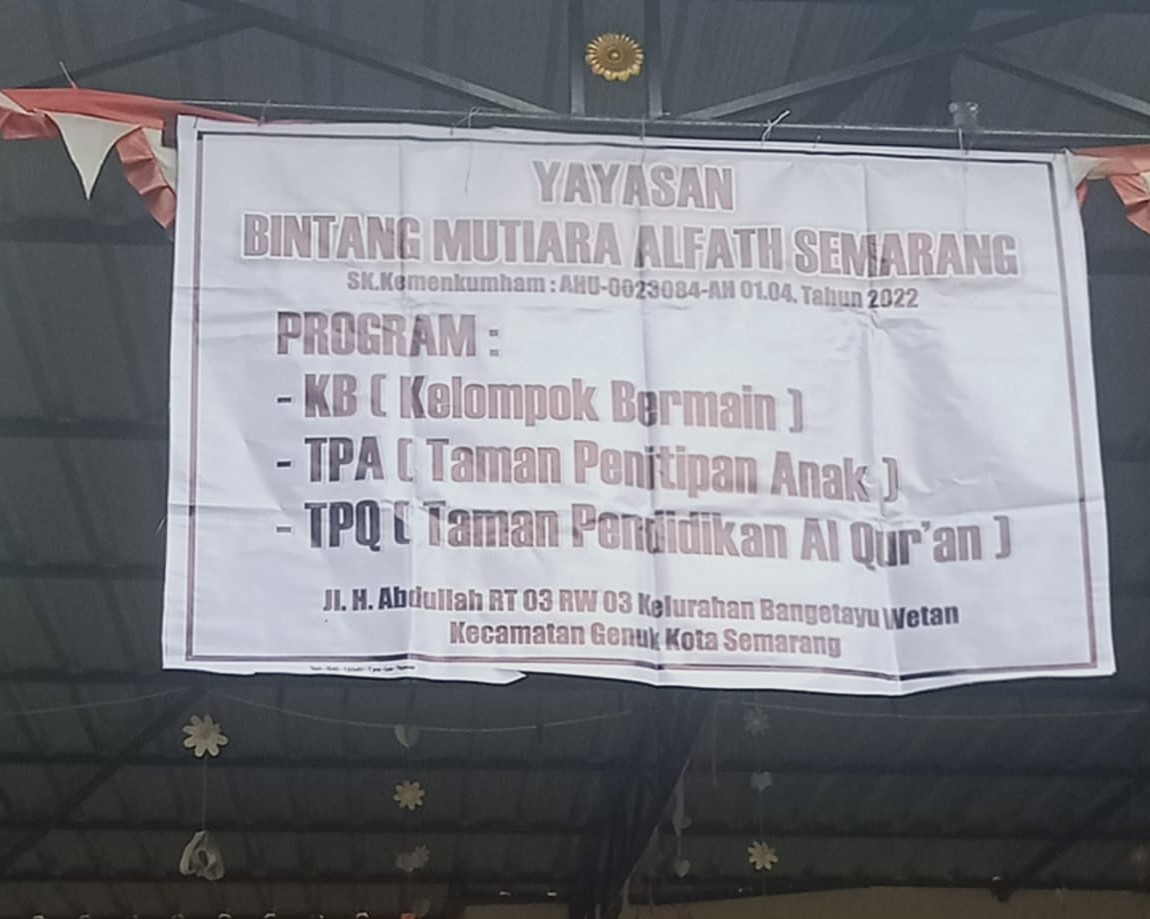 YAYASAN
BINTANG MUTIARA ALFATH SEMARANG
SK.Kemenkumham : AHU-0023084-AH 01.04. Tahun 2022
PROGRAM :
- KB ( Kelompok Bermain )
- TPA ( Taman Penitipan Anak )
- TPQ ( Taman Pendidikan Al Qur'an )
Jl. H. Abdullah RT 03 RW 03 Kelurahan Bangetayu Wetan
Kecamatan Genuk Kota Semarang